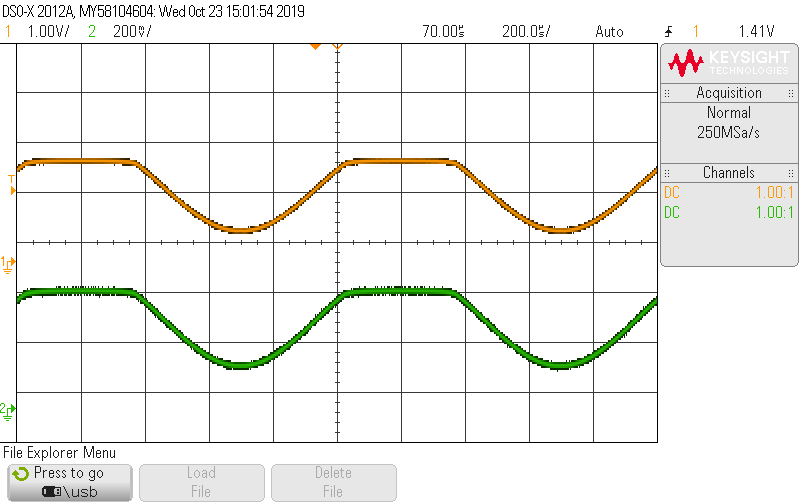 DSO-X 2012A, MY58104604: Wed Oct 23 15:01:54 2019
1 1.00V/ 2 200mV/ 70.00us 200.0us/ Auto 1 1.41V
KEYSIGHT
TECHNOLOGIES
Acquisition
Normal
250MSa/s
Channels
DC 1.00:1
DC 1.00:1
T
1
2
File Explorer Menu
Press to go
\usb
Load
File
Delete
File